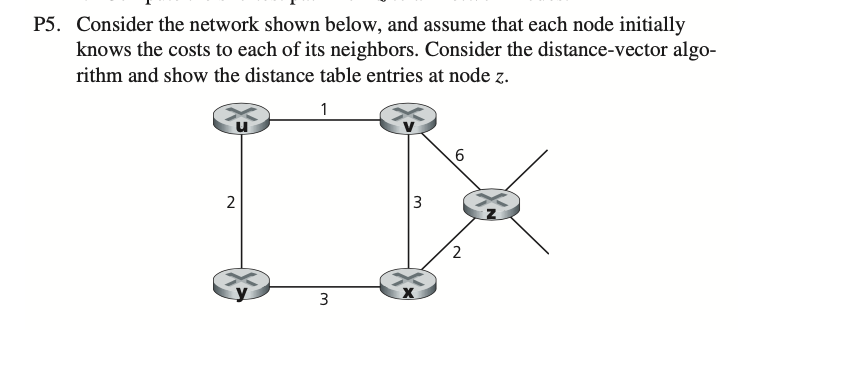 P5. Consider the network shown below, and assume that each node initially
knows the costs to each of its neighbors. Consider the distance-vector algo-
rithm and show the distance table entries at node z.
1
u
v
6
2
3
z
2
y
x
3